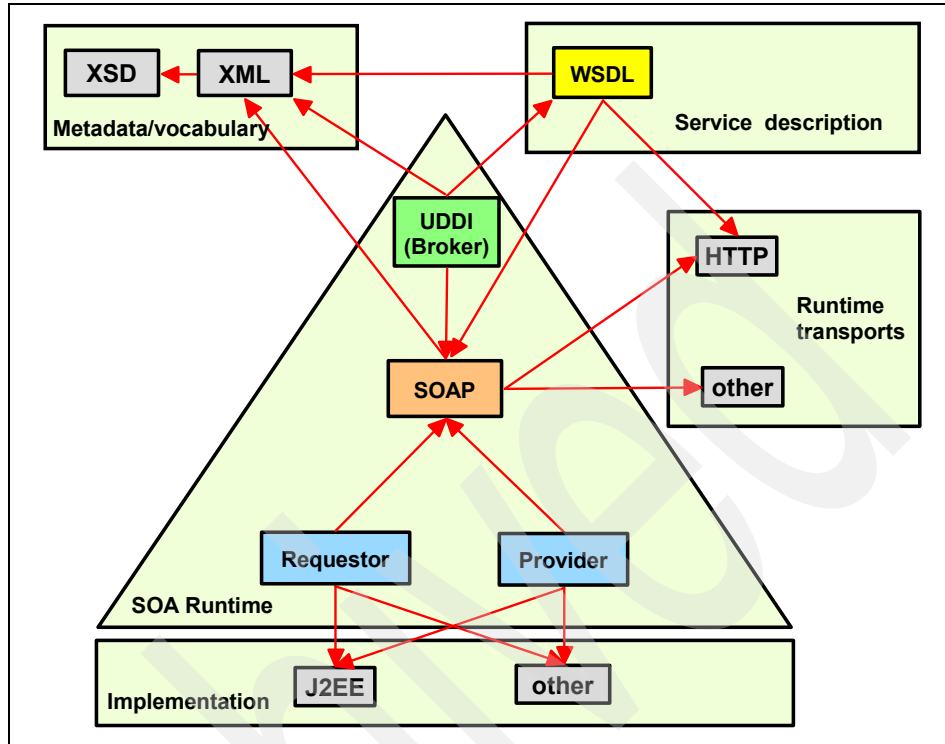 XSD
XML
WSDL
Metadata/vocabulary
Service description
UDDI
(Broker)
HTTP
Runtime
transports
SOAP
other
Requestor
Provider
SOA Runtime
J2EE
other
Implementation